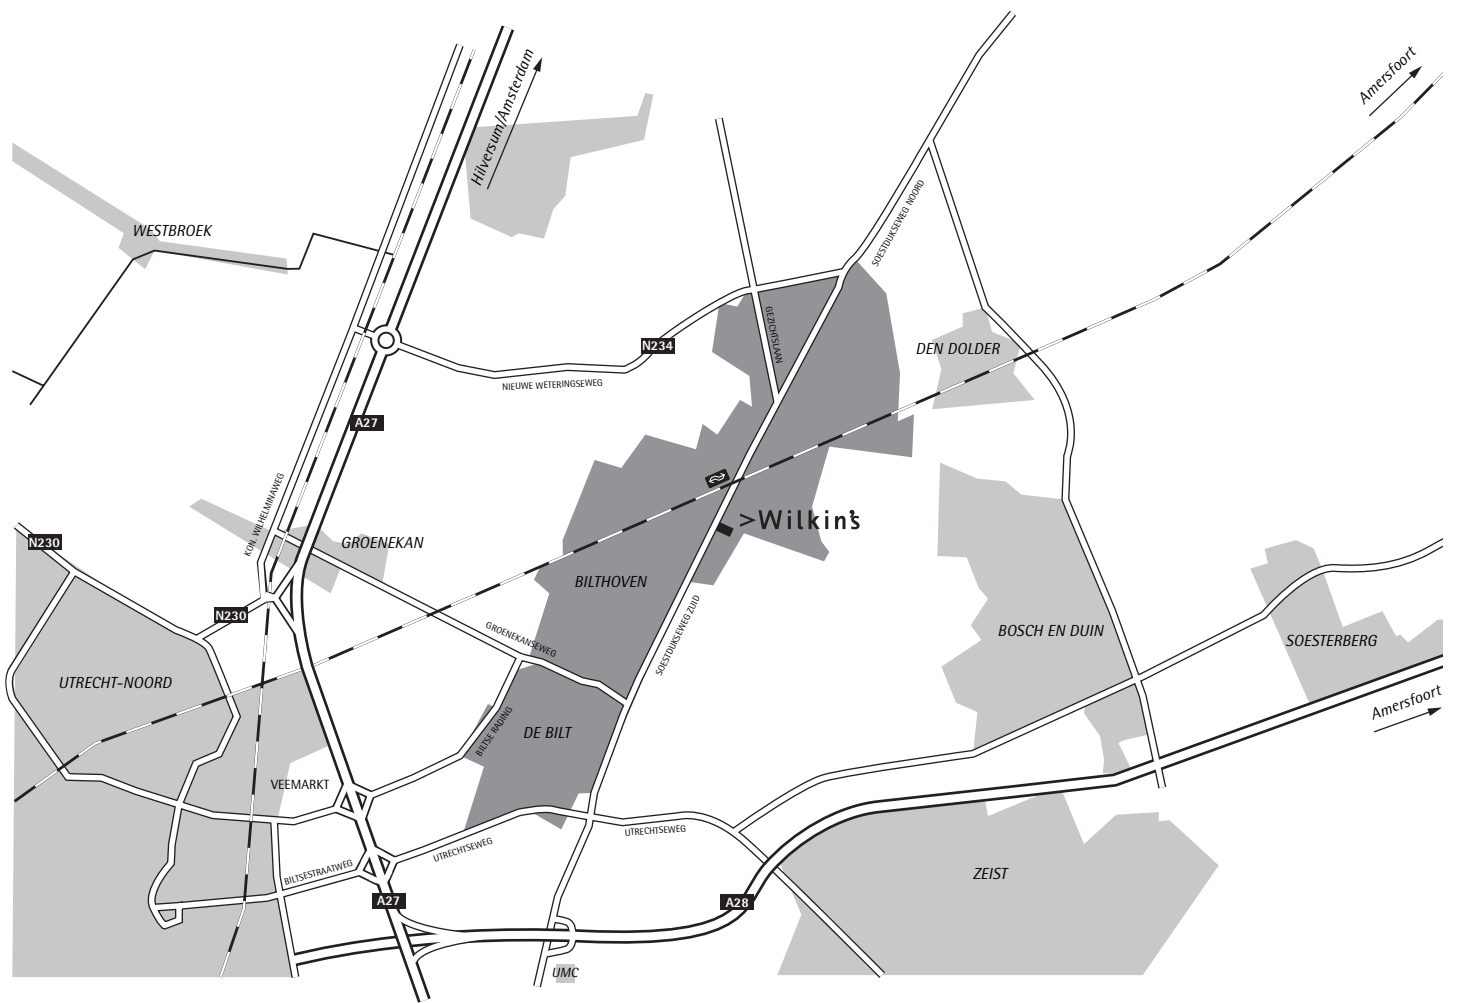 Hilversum/Amsterdam
Amersfoort
WESTBROEK
SOESTDIJKSEWEG NOORD
GEZICHTSLAAN
N234
DEN DOLDER
NIEUWE WETERINGSEWEG
A27
KON. WILHELMINAWEG
>Wilkin's
N230
GROENEKAN
BILTHOVEN
N230
GROENEKANSEWEG
SOESTDIJKSEWEG ZUID
BOSCH EN DUIN
SOESTERBERG
UTRECHT-NOORD
Amersfoort
BILTSE RADING
DE BILT
VEEMARKT
UTRECHTSEWEG
UTRECHTSEWEG
BILTSESTRAATWEG
ZEIST
A27
A28
UMC